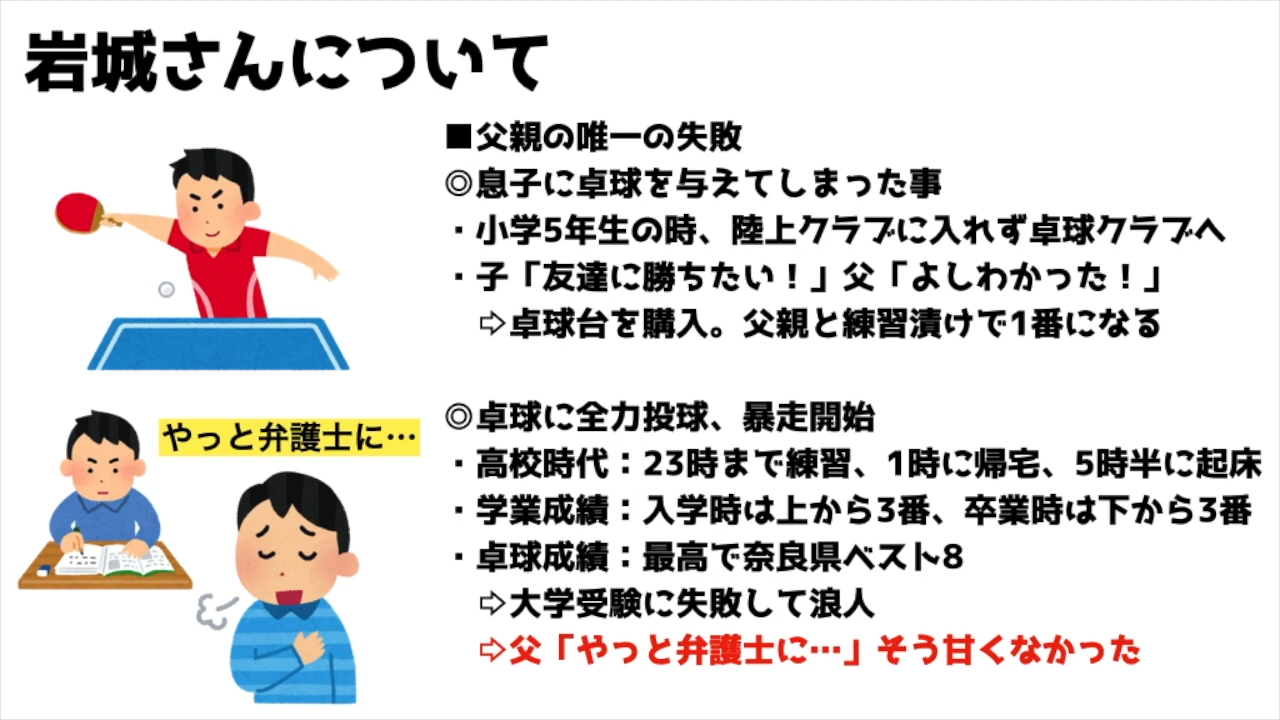 岩城さんについて
■父親の唯一の失敗
◎息子に卓球を与えてしまった事
・小学5年生の時、陸上クラブに入れず卓球クラブへ
・子「友達に勝ちたい！」父「よしわかった！」
⇨卓球台を購入。父親と練習漬けで1番になる
やっと弁護士に…
◎卓球に全力投球、暴走開始
・高校時代：23時まで練習、1時に帰宅、5時半に起床
・学業成績：入学時は上から3番、卒業時は下から3番
・卓球成績：最高で奈良県ベスト8
⇨大学受験に失敗して浪人
⇨父「やっと弁護士に…」そう甘くなかった